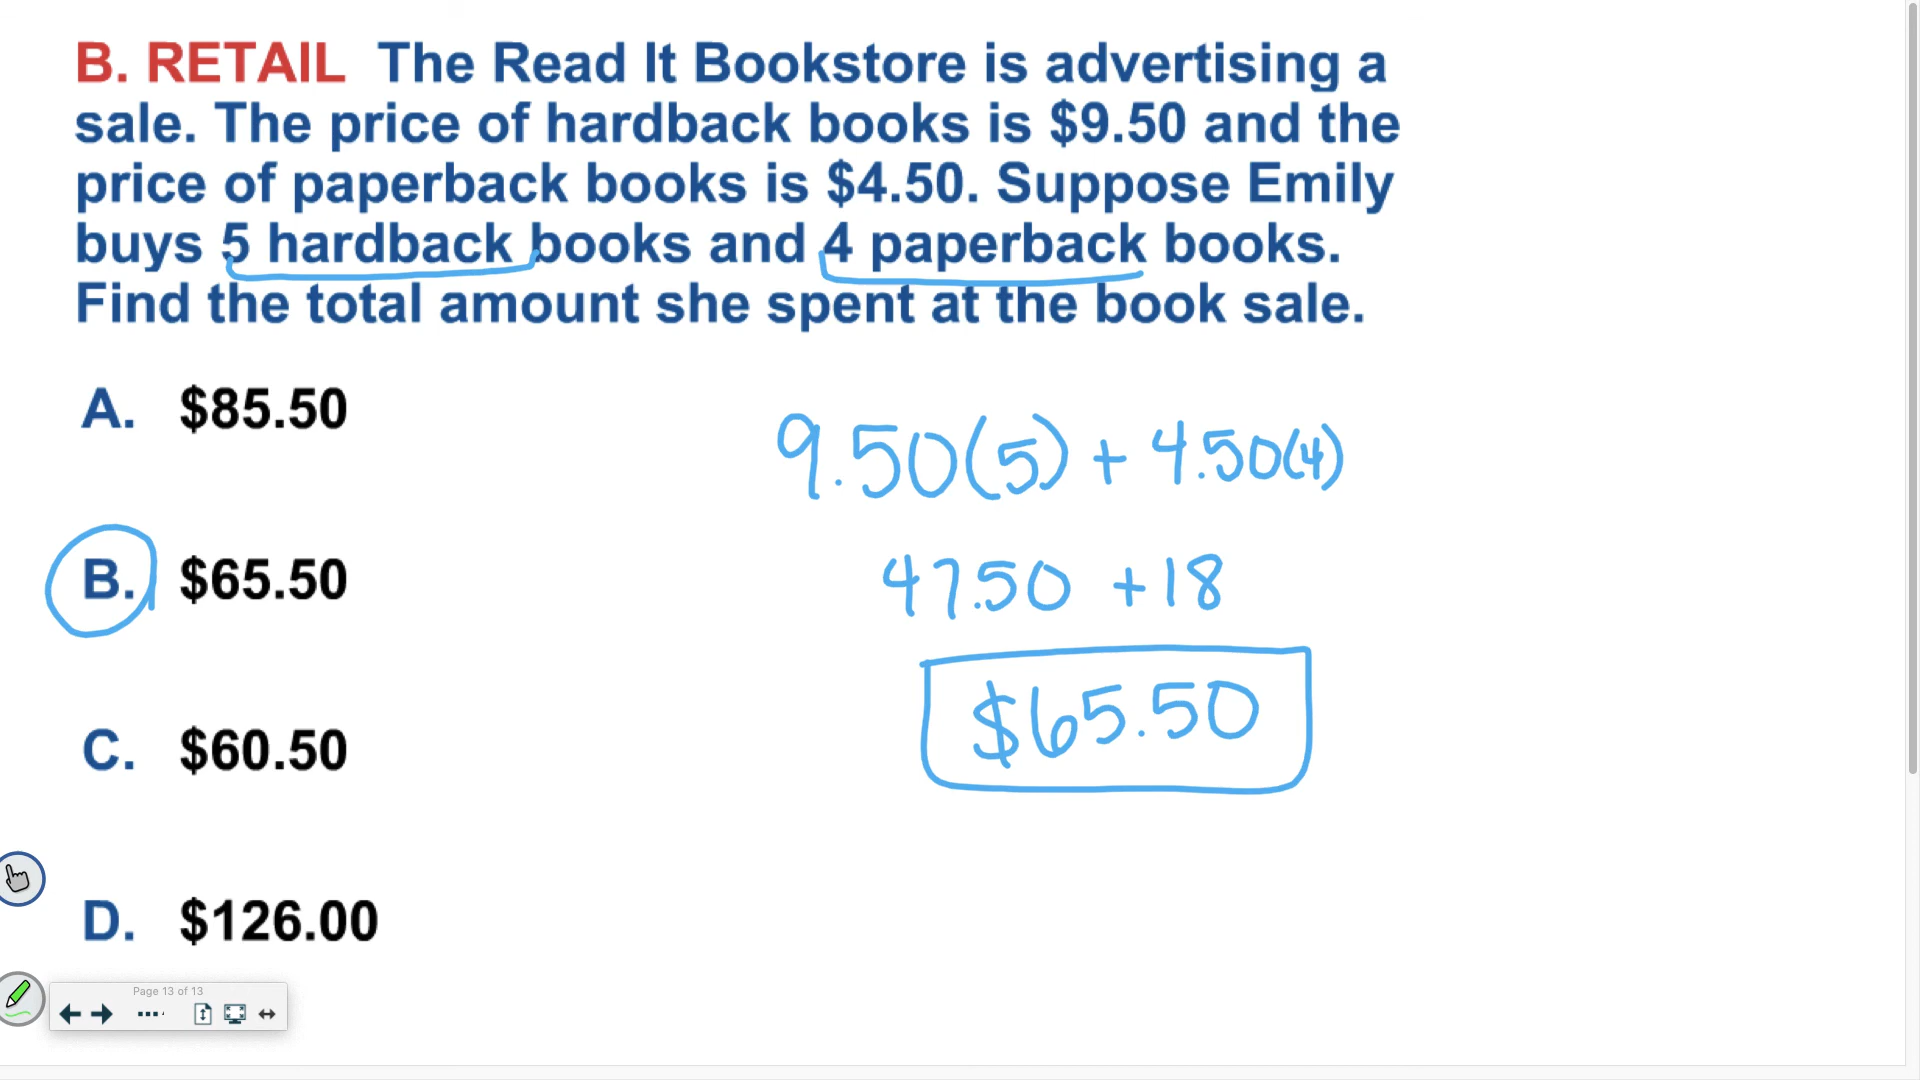 B. RETAIL The Read It Bookstore is advertising a
sale. The price of hardback books is $9.50 and the
price of paperback books is $4.50. Suppose Emily
buys 5 hardback books and 4 paperback books.
Find the total amount she spent at the book sale.
A. $85.50
9.50(5) + 4.50(4)
B. $65.50
47.50 + 18
$65.50
C. $60.50
D. $126.00
Page 13 of 13